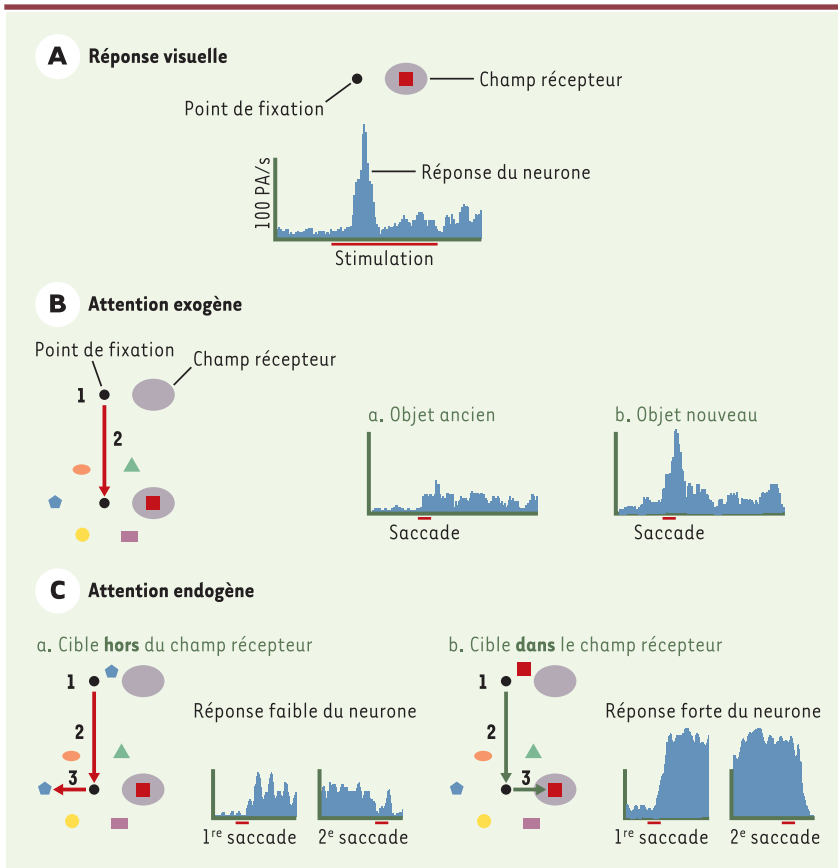 A Réponse visuelle
Champ récepteur
Point de fixation
Réponse du neurone
100 PA/s
Stimulation
B Attention exogène
Point de fixation
Champ récepteur
1
2
a. Objet ancien
b. Objet nouveau
Saccade
Saccade
C Attention endogène
a. Cible hors du champ récepteur
b. Cible dans le champ récepteur
1
2
3
Réponse faible du neurone
1re saccade
2e saccade
1
2
3
Réponse forte du neurone
1re saccade
2e saccade